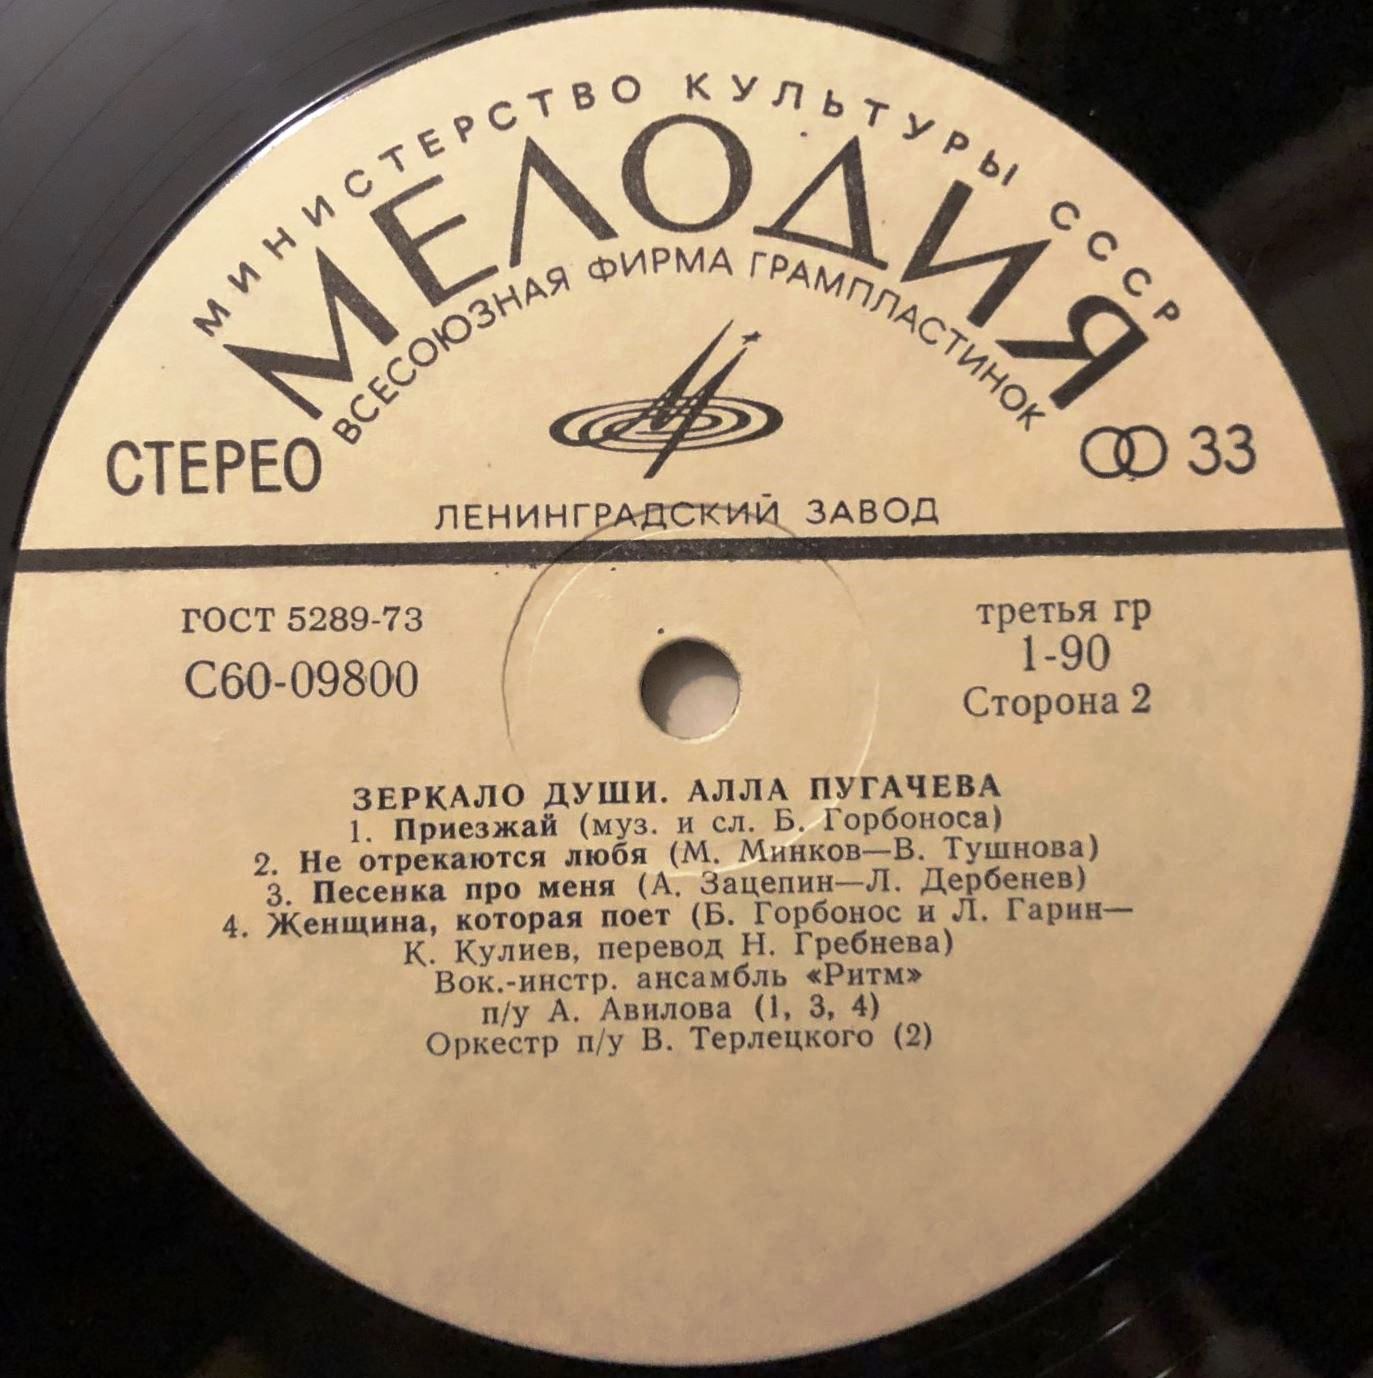 МИНИСТЕРСТВО КУЛЬТУРЫ СССР
МЕЛОДИЯ
ВСЕСОЮЗНАЯ ФИРМА ГРАМПЛАСТИНОК
СТЕРЕО
33
ЛЕНИНГРАДСКИЙ ЗАВОД
ГОСТ 5289-73
С60-09800
третья гр
1-90
Сторона 2
ЗЕРКАЛО ДУШИ. АЛЛА ПУГАЧЕВА
1. Приезжай (муз. и сл. Б. Горбоноса)
2. Не отрекаются любя (М. Минков—В. Тушнова)
3. Песенка про меня (А. Зацепин—Л. Дербенев)
4. Женщина, которая поет (Б. Горбонос и Л. Гарин—
К. Кулиев, перевод Н. Гребнева)
Вок.-инстр. ансамбль «Ритм»
п/у А. Авилова (1, 3, 4)
Оркестр п/у В. Терлецкого (2)